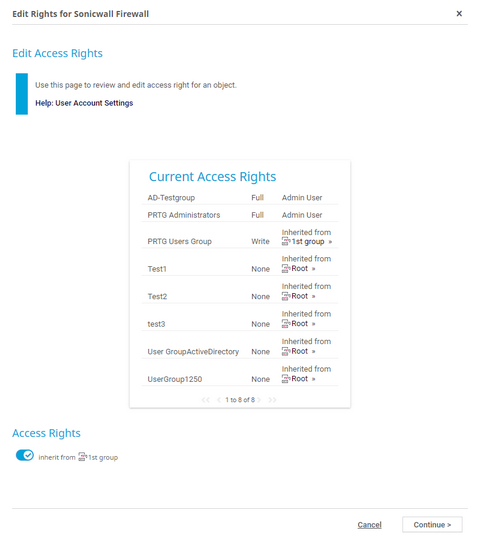 Edit Rights for Sonicwall Firewall
Edit Access Rights
Use this page to review and edit access right for an object.
Help: User Account Settings
Current Access Rights
AD-Testgroup Full Admin User
PRTG Administrators Full Admin User
PRTG Users Group Write Inherited from
1st group »
Test1 None Inherited from
Root »
Test2 None Inherited from
Root »
test3 None Inherited from
Root »
User GroupActiveDirectory None Inherited from
Root »
UserGroup1250 None Inherited from
Root »
1 to 8 of 8
Access Rights
inherit from 1st group
Cancel Continue >